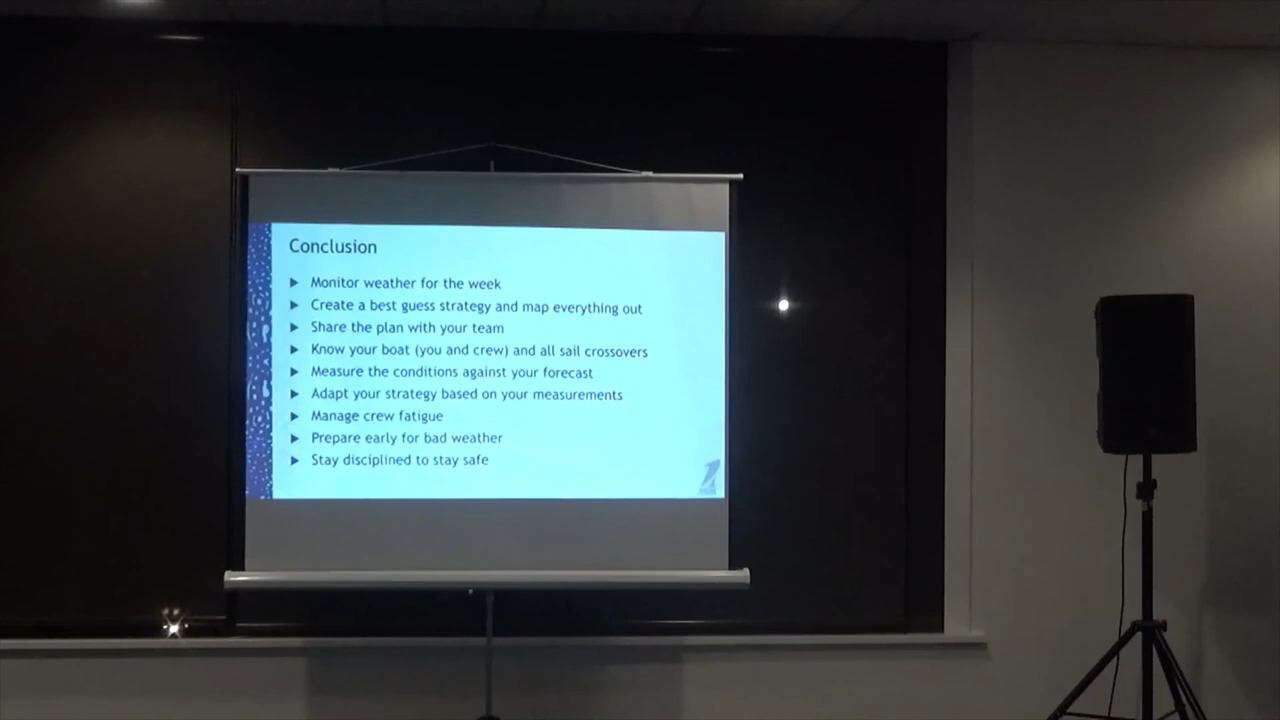 Conclusion
Monitor weather for the week
Create a best guess strategy and map everything out
Share the plan with your team
Know your boat (you and crew) and all sail crossovers
Measure the conditions against your forecast
Adapt your strategy based on your measurements
Manage crew fatigue
Prepare early for bad weather
Stay disciplined to stay safe